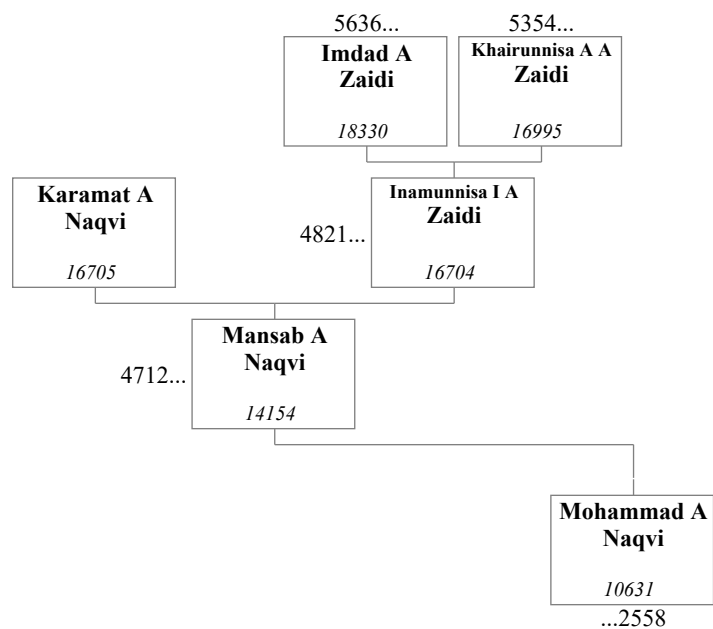 5636...
5354...
Imdad A
Zaidi
18330
Khairunnisa A A
Zaidi
16995
Karamat A
Naqvi
16705
4821...
Inamunnisa I A
Zaidi
16704
4712...
Mansab A
Naqvi
14154
Mohammad A
Naqvi
10631
...2558